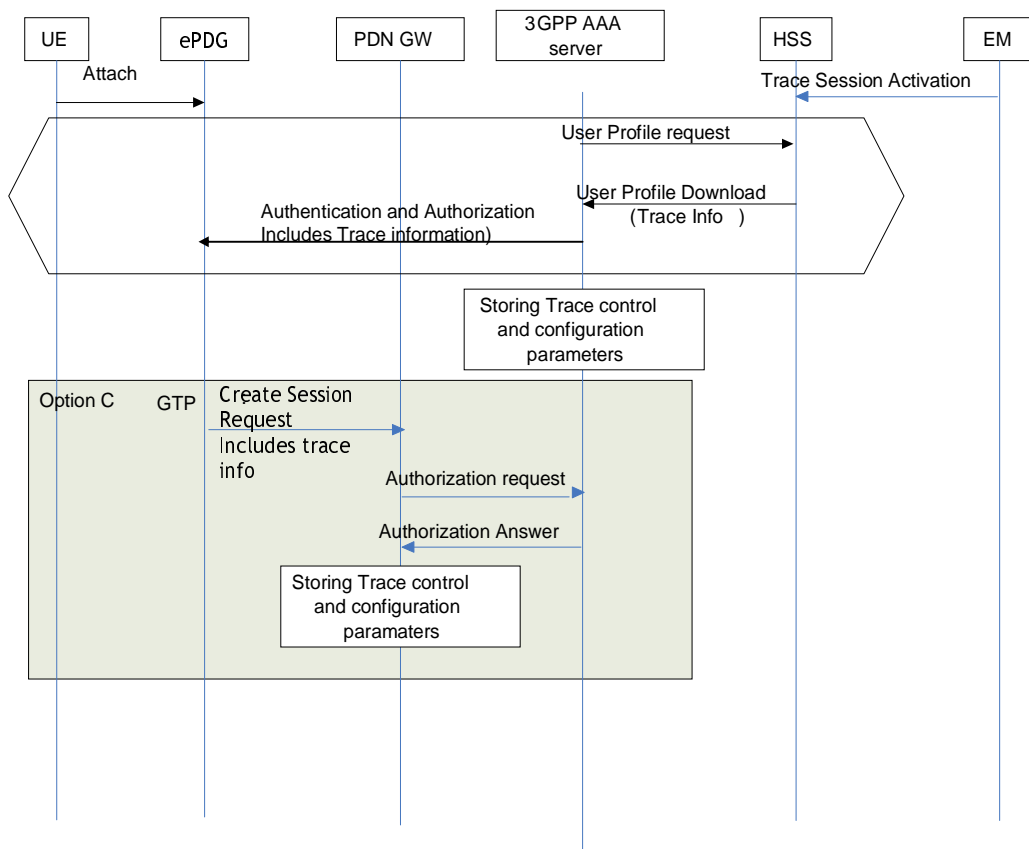 UE
ePDG
PDN GW
3GPP AAA
server
HSS
EM
Attach
Trace Session Activation
User Profile request
User Profile Download
(Trace Info )
Authentication and Authorization
Includes Trace information)
Storing Trace control
and configuration
parameters
Option C
GTP
Create Session
Request
Includes trace
info
Authorization request
Authorization Answer
Storing Trace control
and configuration
paramaters